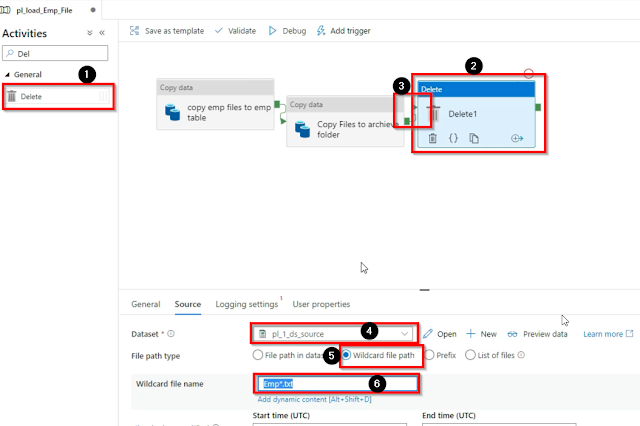 pl_load_Emp_File
Activities
Del
General
Delete
1
Save as template
Validate
Debug
Add trigger
Copy data
copy emp files to emp
table
Copy data
Copy Files to archieve
folder
3
2
Delete
Delete1
{}
General
Source
Logging settings 1
User properties
Dataset *
pl_1_ds_source
4
Open
New
Preview data
Learn more
File path type
5
File path in datas
Wildcard file path
Prefix
List of files
Wildcard file name
Emp*.txt
6
Add dynamic content [Alt+Shift+D]
Start time (UTC)
End time (UTC)